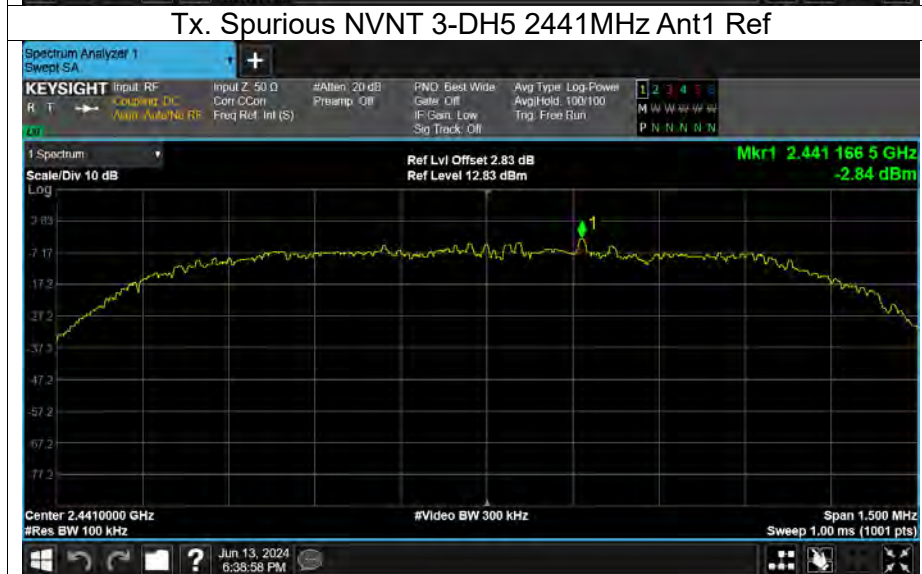 Tx. Spurious NVNT 3-DH5 2441MHz Ant1 Ref
Spectrum Analyzer 1
Swept SA
+
KEYSIGHT Input: RF
R T
Coupling: DC
Align: Auto/No RF
LXI
Input Z: 50 Ω
Corr CCorr
Freq Ref: Int (S)
#Atten: 20 dB
Preamp: Off
PNO: Best Wide
Gate: Off
IF Gain: Low
Sig Track: Off
Avg Type: Log-Power
Avg|Hold: 100/100
Trig: Free Run
1 2 3 4 5 6
M W W W W W
P N N N N N
1 Spectrum
Scale/Div 10 dB
Log
Ref Lvl Offset 2.83 dB
Ref Level 12.83 dBm
Mkr1 2.441 166 5 GHz
-2.84 dBm
1
2.83
-7.17
-17.2
-27.2
-37.2
-47.2
-57.2
-67.2
-77.2
Center 2.4410000 GHz
#Res BW 100 kHz
#Video BW 300 kHz
Span 1.500 MHz
Sweep 1.00 ms (1001 pts)
?
Jun 13, 2024
6:38:58 PM